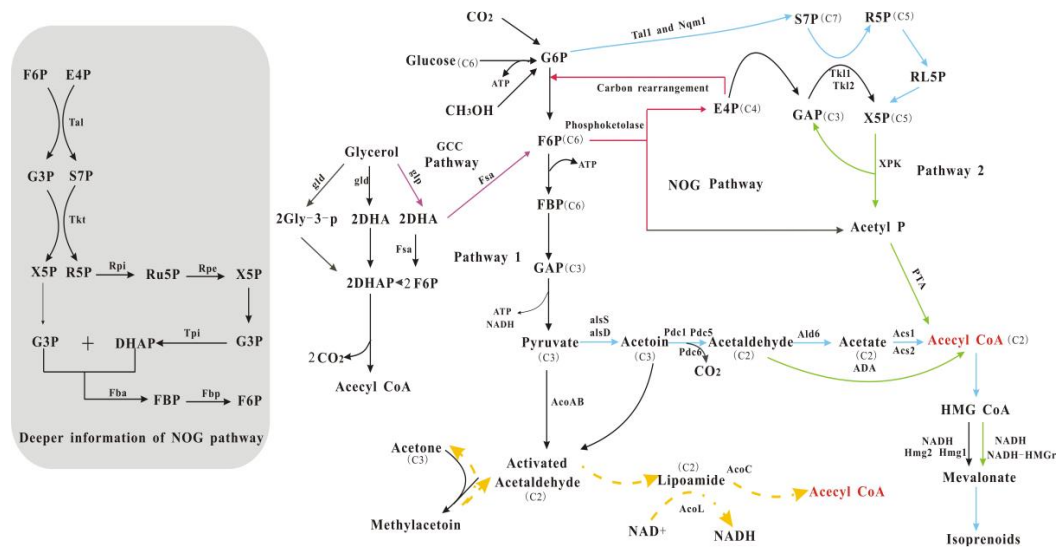 F6P E4P
Tal
G3P S7P
Tkt
X5P R5P Rpi Ru5P Rpe X5P
G3P + DHAP Tpi G3P
Fba FBP Fbp F6P
Deeper information of NOG pathway
CO2
Glucose(C6) G6P
ATP
CH3OH
Tal1 and Nqm1
S7P(C7) R5P(C5)
RL5P
Tkl1
Tkl2
Carbon rearrangement
E4P(C4) GAP(C3) X5P(C5)
Phosphoketolase
F6P(C6)
ATP
NOG Pathway
XPK Pathway 2
GCC
Pathway
Glycerol
gld gld glp Fsa
2Gly-3-p 2DHA 2DHA
Fsa
2DHAP 2F6P
2CO2
Acecyl CoA
FBP(C6)
Pathway 1
GAP(C3)
ATP
NADH
Acetyl P
PTA
alsS
alsD
Pdc1 Pdc5
Pdc6
Ald6
Acs1
Acs2
Pyruvate Acetoin Acetaldehyde Acetate Acecyl CoA(C2)
(C3) (C3) (C2) (C2)
CO2
ADA
AcoAB
HMG CoA
NADH NADH
Hmg2 Hmg1 NADH-HMGr
Mevalonate
Isoprenoids
Acetone
(C3)
Methylacetoin
Activated
Acetaldehyde
(C2)
(C2)
Lipoamide AcoC
Acecyl CoA
AcoL
NAD+ NADH